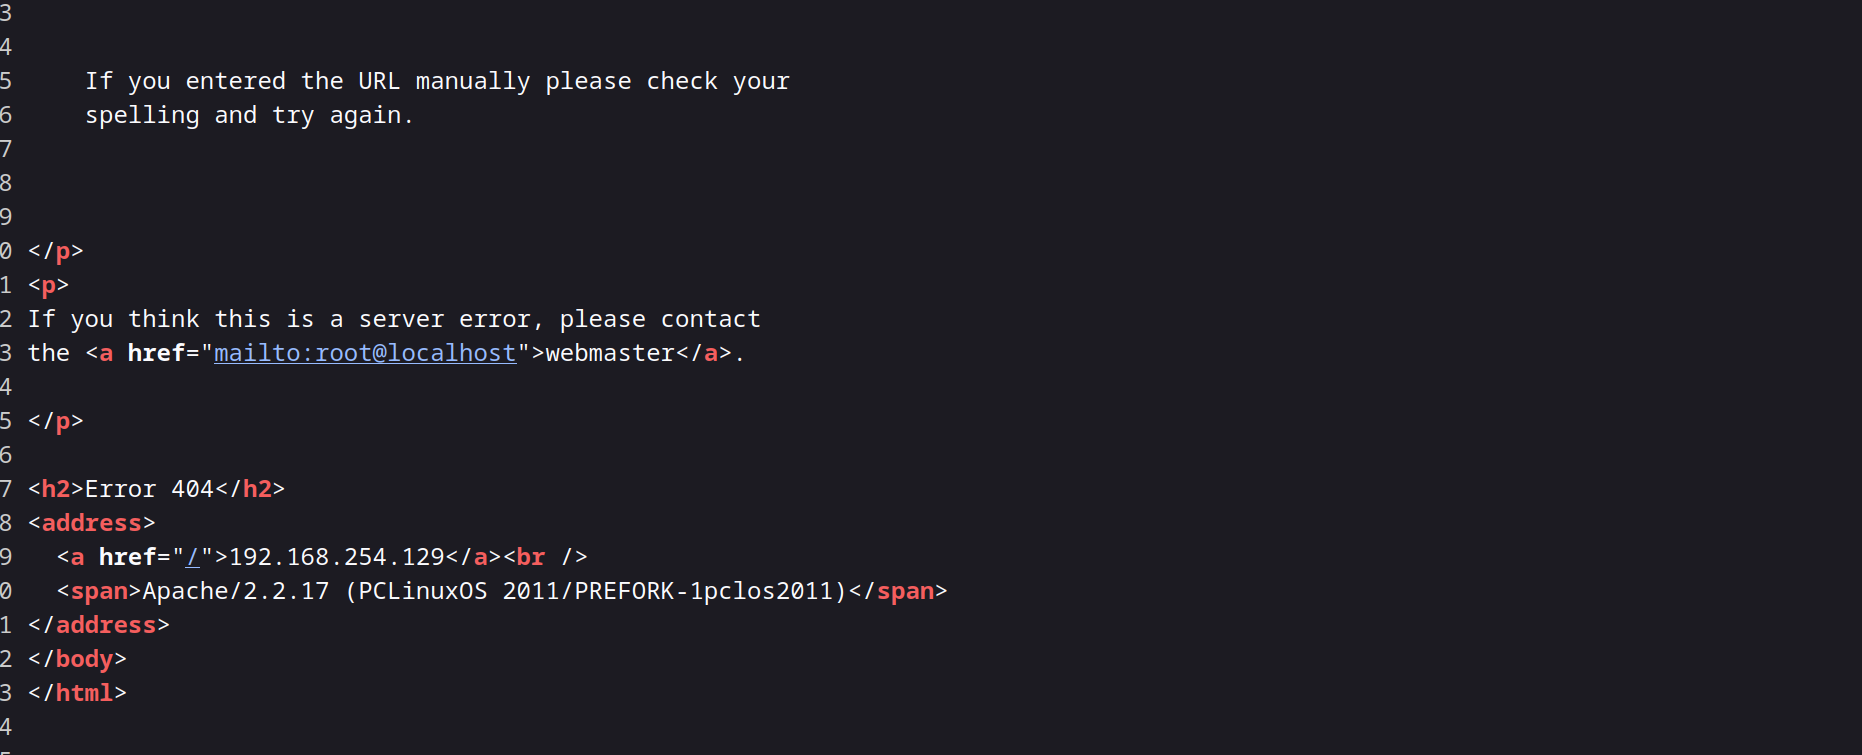 3
4
5 If you entered the URL manually please check your
6 spelling and try again.
7
8
9
0 </p>
1 <p>
2 If you think this is a server error, please contact
3 the <a href="mailto:root@localhost">webmaster</a>.
4
5 </p>
6
7 <h2>Error 404</h2>
8 <address>
9 <a href="/">192.168.254.129</a><br />
0 <span>Apache/2.2.17 (PCLinuxOS 2011/PREFORK-1pclos2011)</span>
1 </address>
2 </body>
3 </html>
4